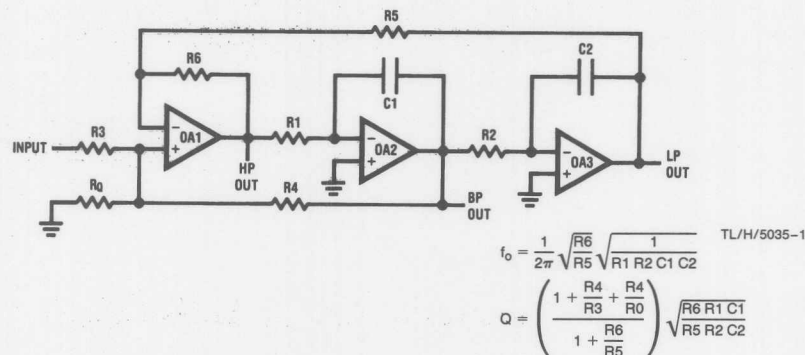 R5
R6
C2
C1
R3
OA1
R1
R2
INPUT
OA2
OA3
LP
OUT
HP
OUT
RQ
R4
BP
OUT
TL/H/5035–1
fo = 1/2π √(R6/R5) √(1/(R1 R2 C1 C2))
Q = ((1 + R4/R3 + R4/R0)/(1 + R6/R5)) √(R6 R1 C1/(R5 R2 C2))